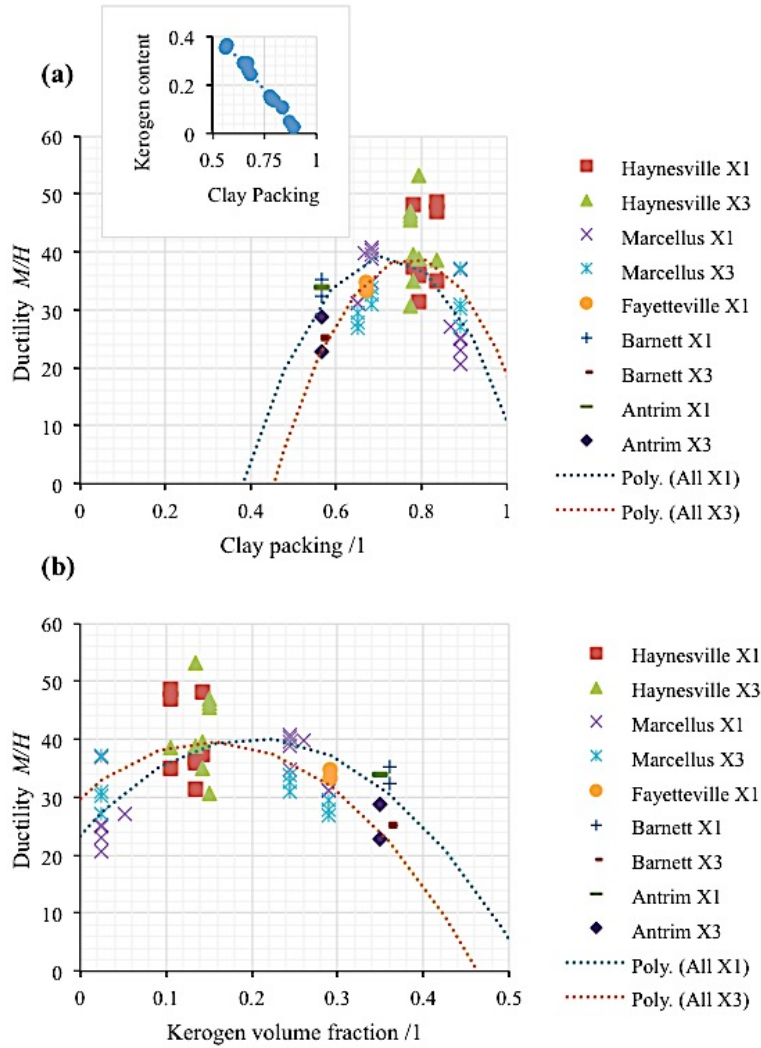 (a)
Kerogen content
0.4
0.2
0
0.5 0.75 1
Clay Packing
Ductility M/H
60
50
40
30
20
10
0
0 0.2 0.4 0.6 0.8 1
Clay packing /1
Haynesville X1
Haynesville X3
Marcellus X1
Marcellus X3
Fayetteville X1
Barnett X1
Barnett X3
Antrim X1
Antrim X3
Poly. (All X1)
Poly. (All X3)
(b)
Ductility M/H
60
50
40
30
20
10
0
0 0.1 0.2 0.3 0.4 0.5
Kerogen volume fraction /1
Haynesville X1
Haynesville X3
Marcellus X1
Marcellus X3
Fayetteville X1
Barnett X1
Barnett X3
Antrim X1
Antrim X3
Poly. (All X1)
Poly. (All X3)